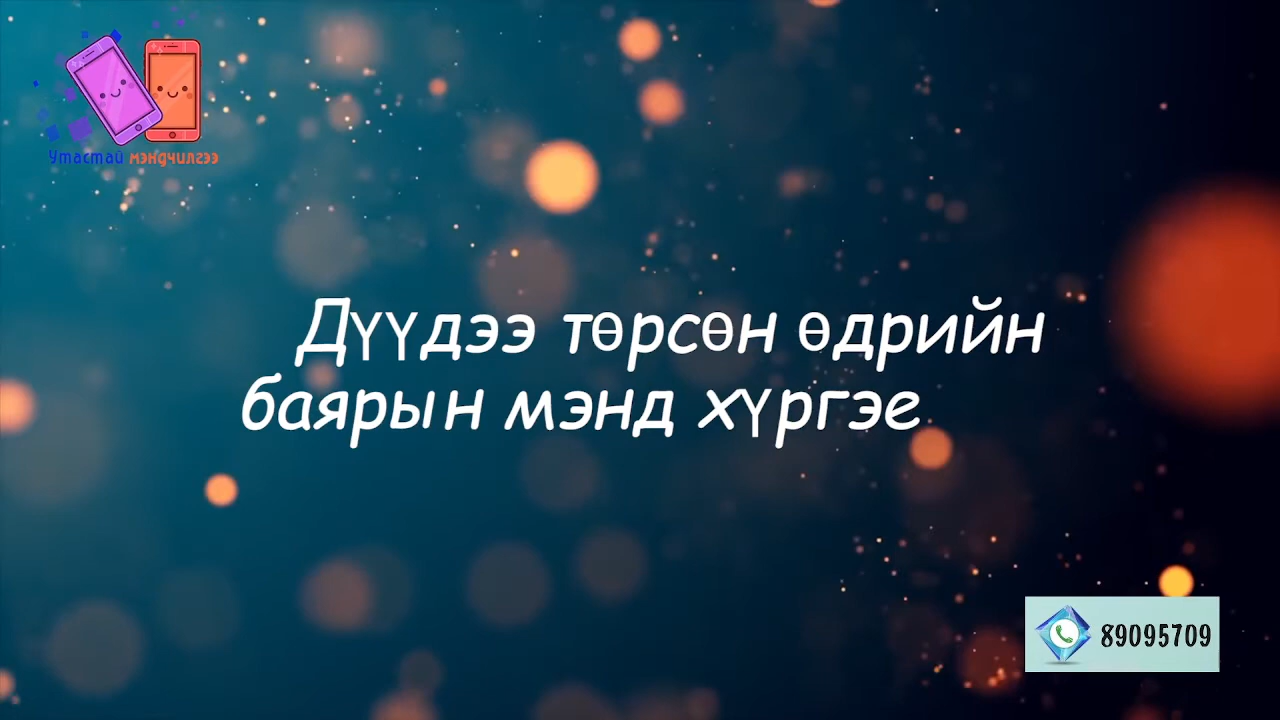 Утастай мэндчилгээ
Дүүдээ төрсөн өдрийн
баярын мэнд хүргэе
89095709